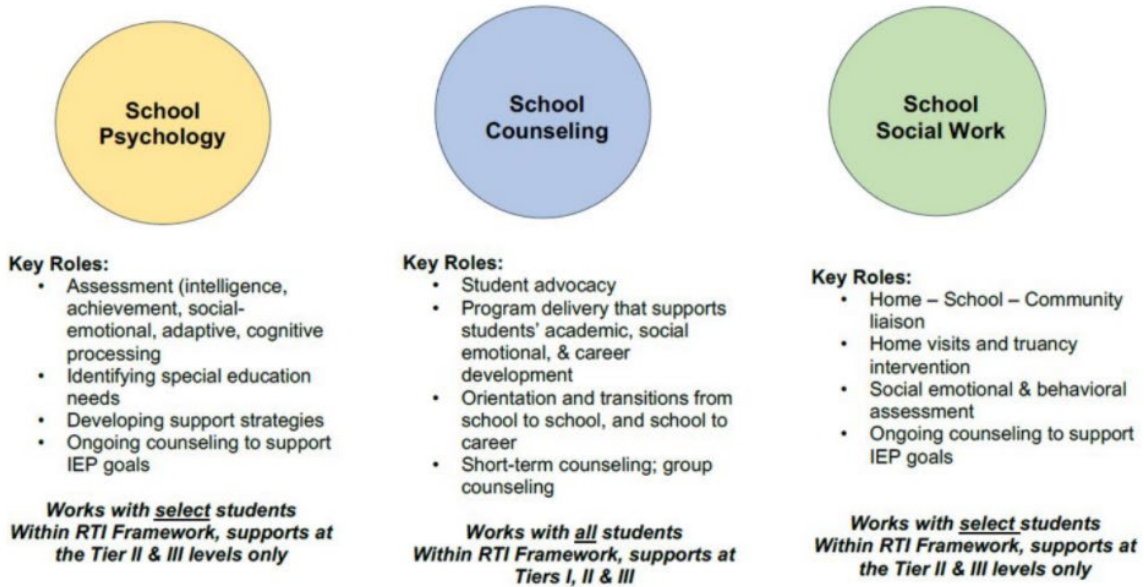 School
Psychology
Key Roles:
• Assessment (intelligence,
achievement, social-
emotional, adaptive, cognitive
processing
• Identifying special education
needs
• Developing support strategies
• Ongoing counseling to support
IEP goals
Works with select students
Within RTI Framework, supports at
the Tier II & III levels only
School
Counseling
Key Roles:
• Student advocacy
• Program delivery that supports
students' academic, social
emotional, & career
development
• Orientation and transitions from
school to school, and school to
career
• Short-term counseling; group
counseling
Works with all students
Within RTI Framework, supports at
Tiers I, II & III
School
Social Work
Key Roles:
• Home – School – Community
liaison
• Home visits and truancy
intervention
• Social emotional & behavioral
assessment
• Ongoing counseling to support
IEP goals
Works with select students
Within RTI Framework, supports at
the Tier II & III levels only